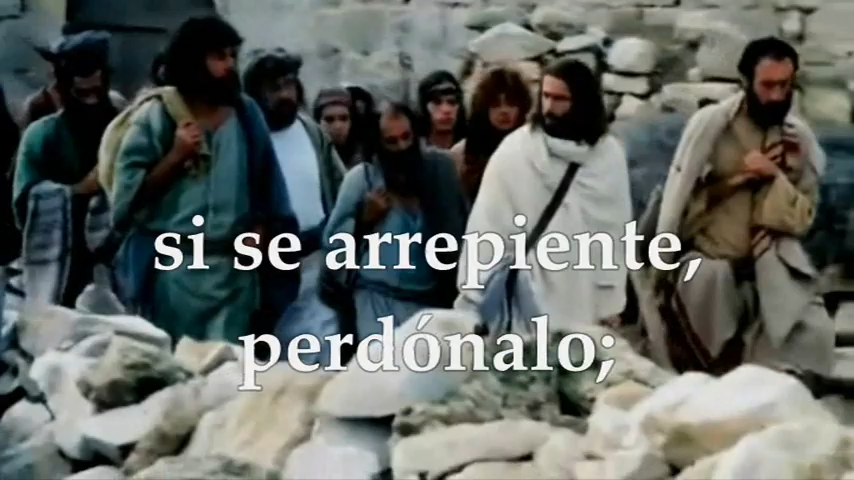 si se arrepiente,
perdónalo;